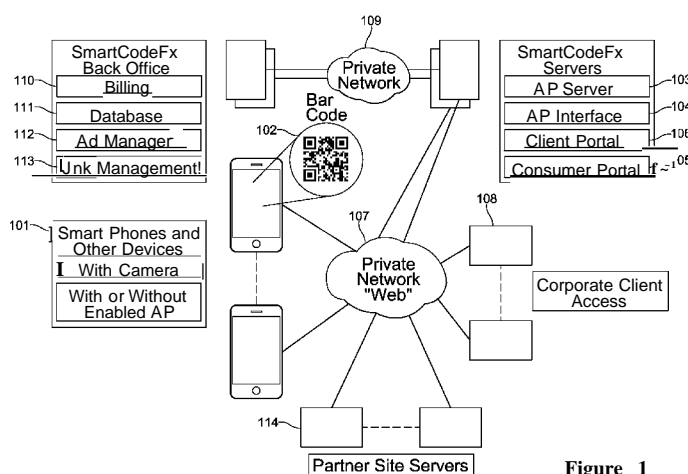 109
SmartCodeFx
Back Office
110
Billing
111
Database
112
Ad Manager
113
Unk Management!
Private
Network
SmartCodeFx
Servers
AP Server
103
AP Interface
104
Client Portal
106
Consumer Portal
f~¹05
Bar
Code
102
101
Smart Phones and
Other Devices
I With Camera
With or Without
Enabled AP
107
Private
Network
"Web"
108
Corporate Client
Access
114
Partner Site Servers
Figure 1